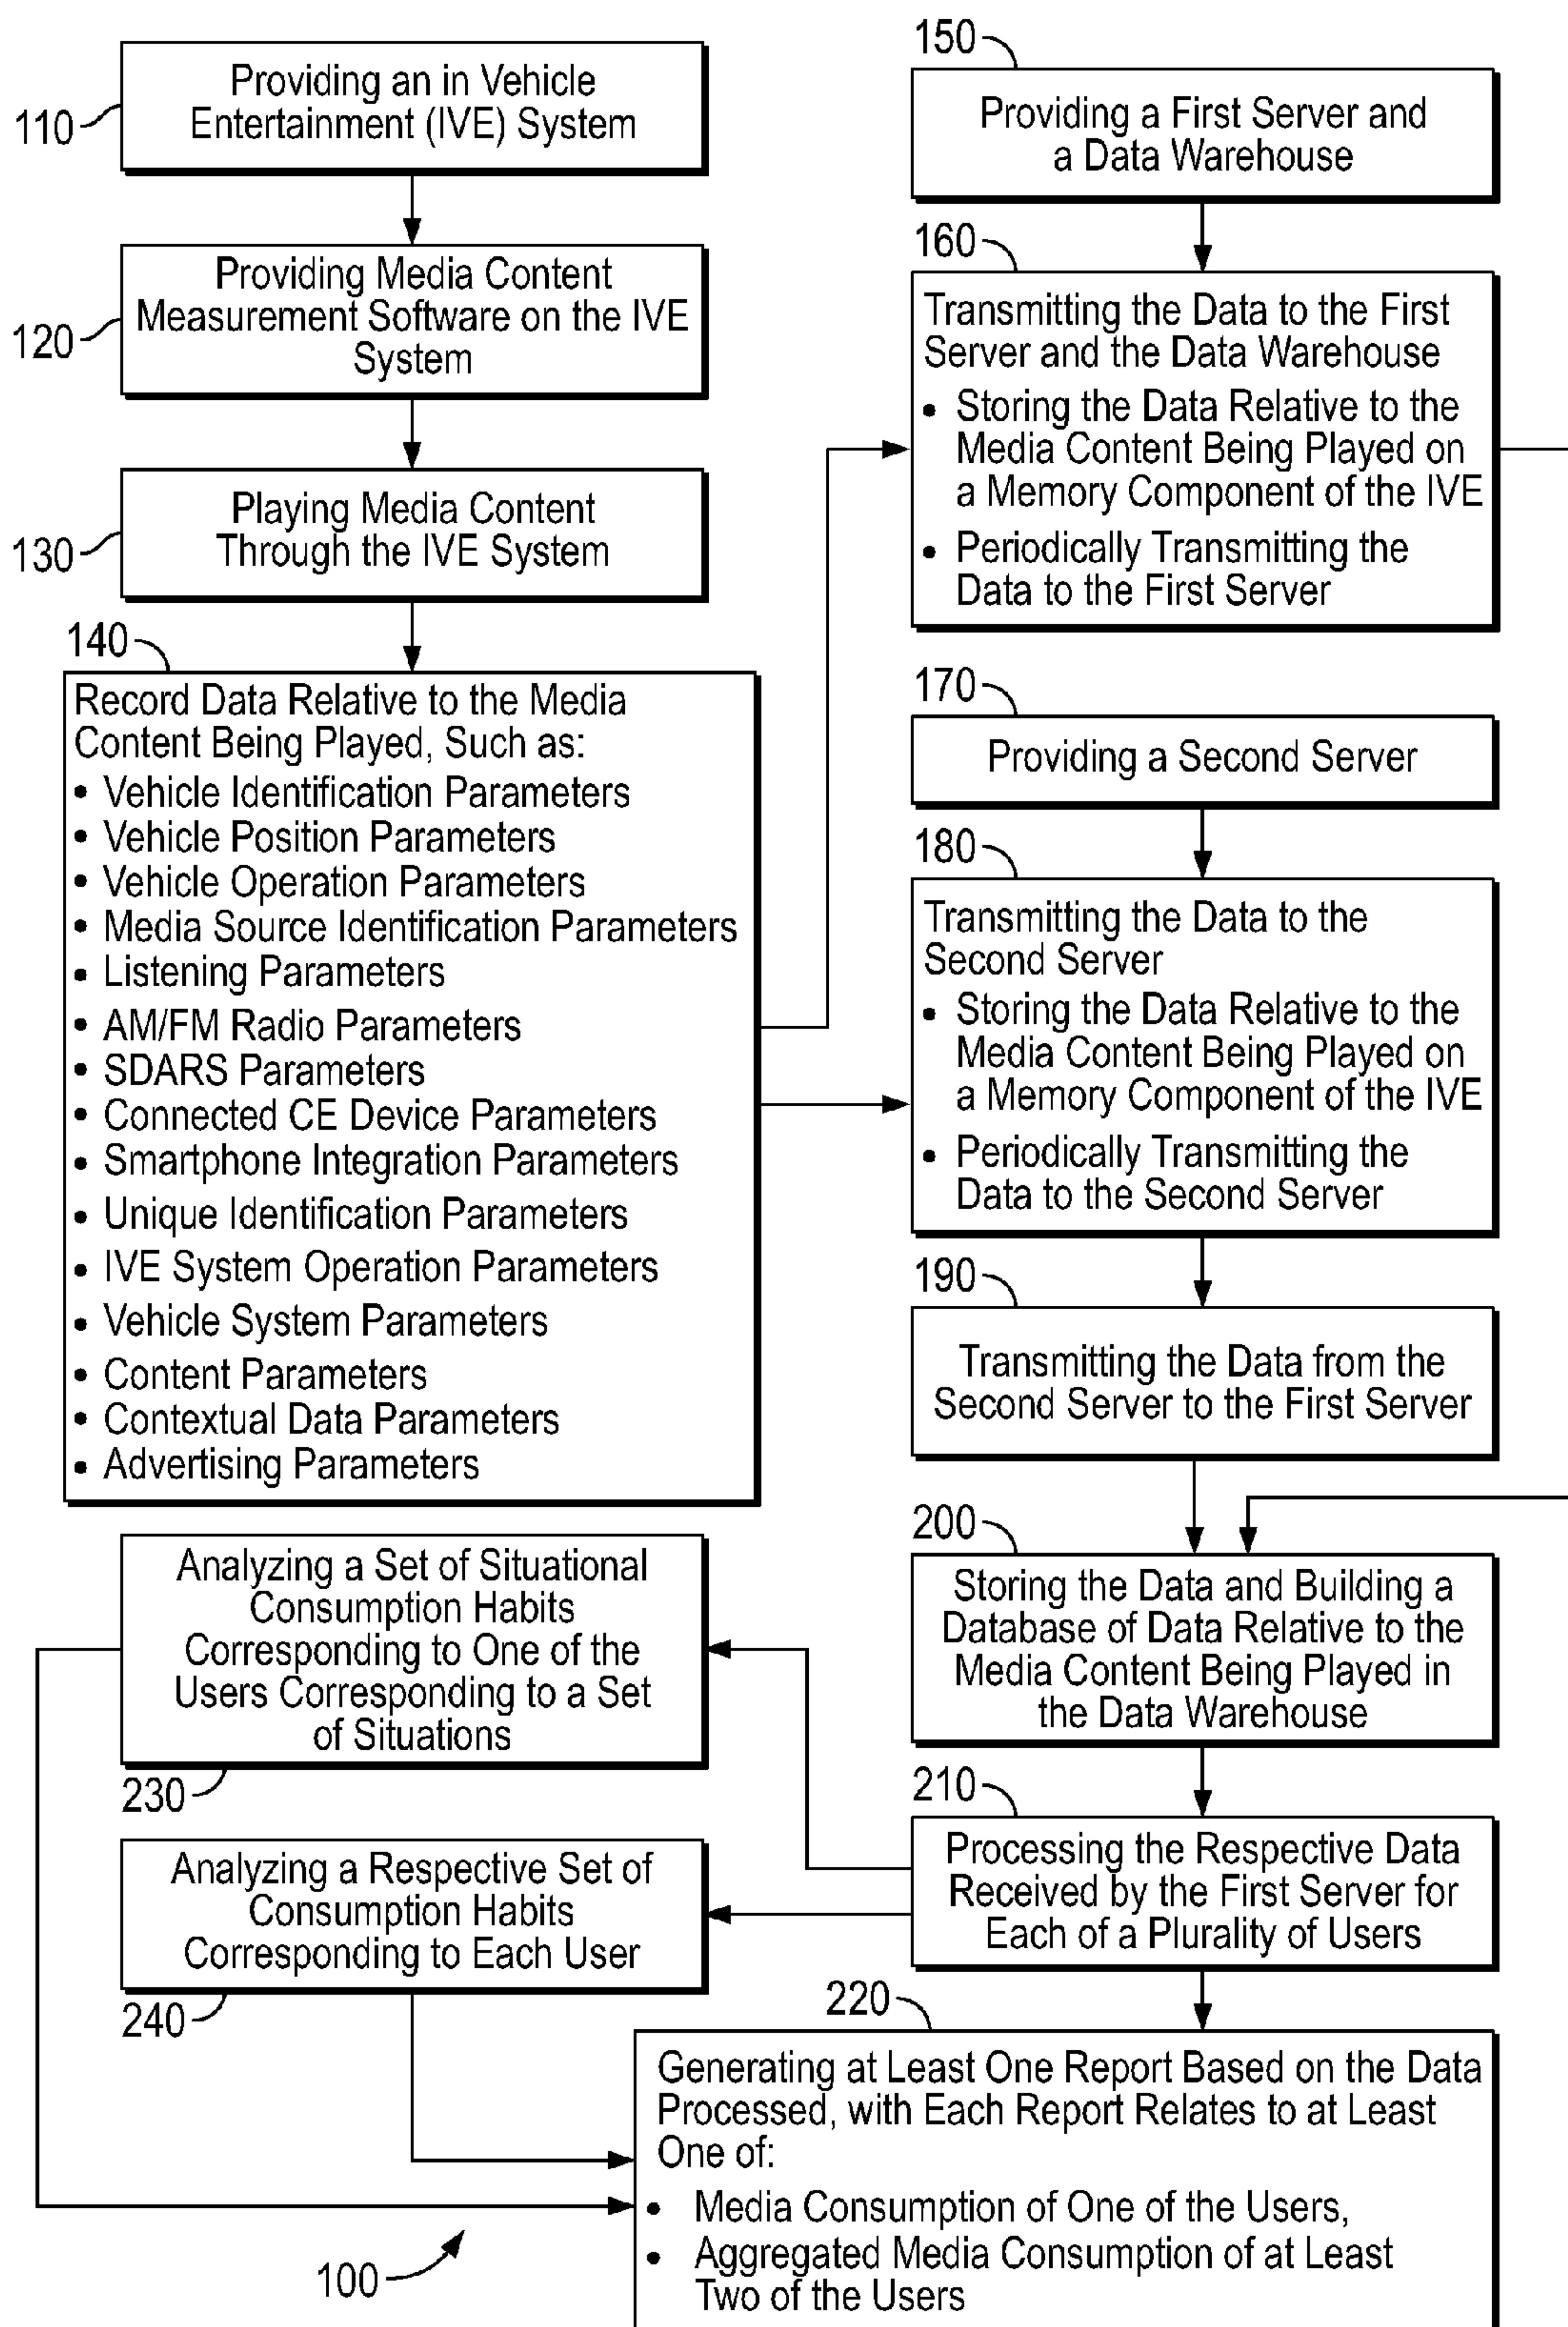 110
Providing an in Vehicle
Entertainment (IVE) System
120
Providing Media Content
Measurement Software on the IVE
System
130
Playing Media Content
Through the IVE System
140
Record Data Relative to the Media
Content Being Played, Such as:
• Vehicle Identification Parameters
• Vehicle Position Parameters
• Vehicle Operation Parameters
• Media Source Identification Parameters
• Listening Parameters
• AM/FM Radio Parameters
• SDARS Parameters
• Connected CE Device Parameters
• Smartphone Integration Parameters
• Unique Identification Parameters
• IVE System Operation Parameters
• Vehicle System Parameters
• Content Parameters
• Contextual Data Parameters
• Advertising Parameters
150
Providing a First Server and
a Data Warehouse
160
Transmitting the Data to the First
Server and the Data Warehouse
• Storing the Data Relative to the
Media Content Being Played on
a Memory Component of the IVE
• Periodically Transmitting the
Data to the First Server
170
Providing a Second Server
180
Transmitting the Data to the
Second Server
• Storing the Data Relative to the
Media Content Being Played on
a Memory Component of the IVE
• Periodically Transmitting the
Data to the Second Server
190
Transmitting the Data from the
Second Server to the First Server
200
Storing the Data and Building a
Database of Data Relative to the
Media Content Being Played in
the Data Warehouse
210
Processing the Respective Data
Received by the First Server for
Each of a Plurality of Users
Analyzing a Set of Situational
Consumption Habits
Corresponding to One of the
Users Corresponding to a Set
of Situations
230
Analyzing a Respective Set of
Consumption Habits
Corresponding to Each User
240
220
Generating at Least One Report Based on the Data
Processed, with Each Report Relates to at Least
One of:
• Media Consumption of One of the Users,
• Aggregated Media Consumption of at Least
Two of the Users
100